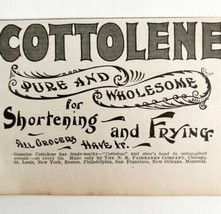 COTTOLENE
PURE AND WHOLESOME
for
Shortening and Frying.
ALL GROCERS HAVE IT.
Genuine Cottolene has trade-marks—"Cottolene" and steer's head in cotton-plant
wreath—on every tin. Made only by THE N. K. FAIRBANK COMPANY, Chicago,
St. Louis, New York, Boston, Philadelphia, San Francisco, New Orleans, Montreal.